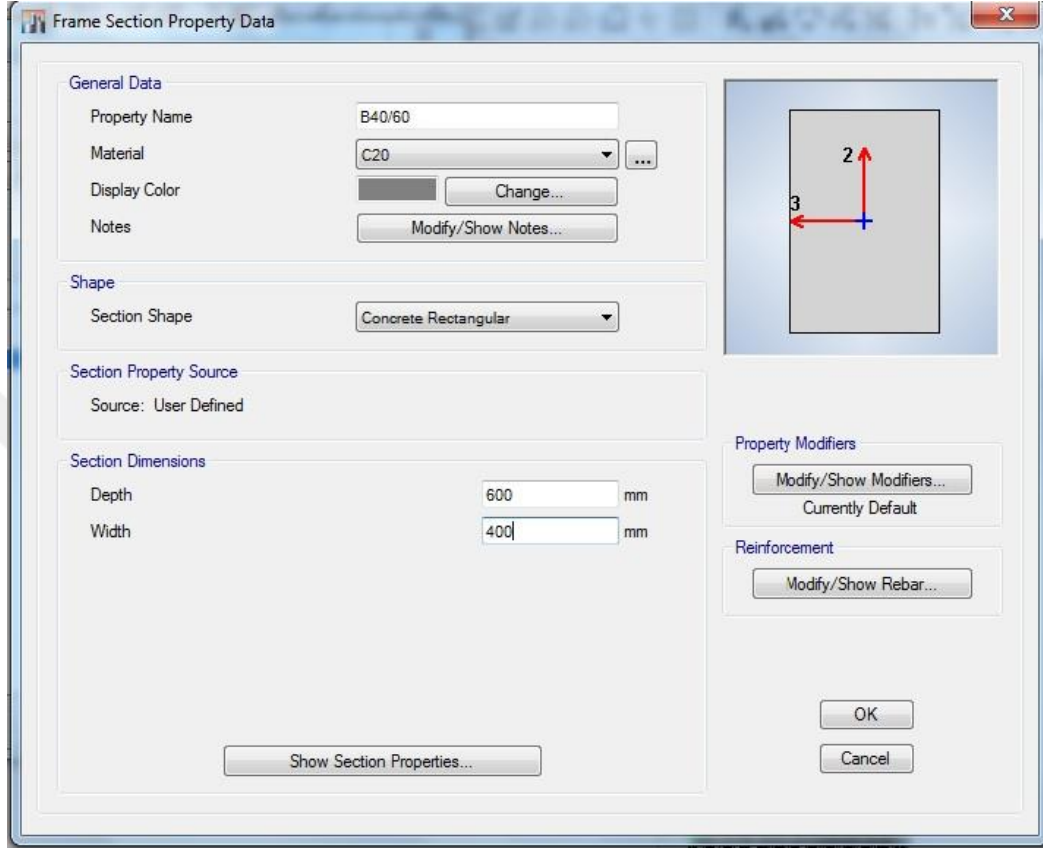 Frame Section Property Data
X
General Data
Property Name B40/60
Material C20 ...
Display Color Change...
Notes Modify/Show Notes...
2
3
Shape
Section Shape Concrete Rectangular
Section Property Source
Source: User Defined
Section Dimensions
Depth 600 mm
Width 400 mm
Show Section Properties...
Property Modifiers
Modify/Show Modifiers...
Currently Default
Reinforcement
Modify/Show Rebar...
OK
Cancel